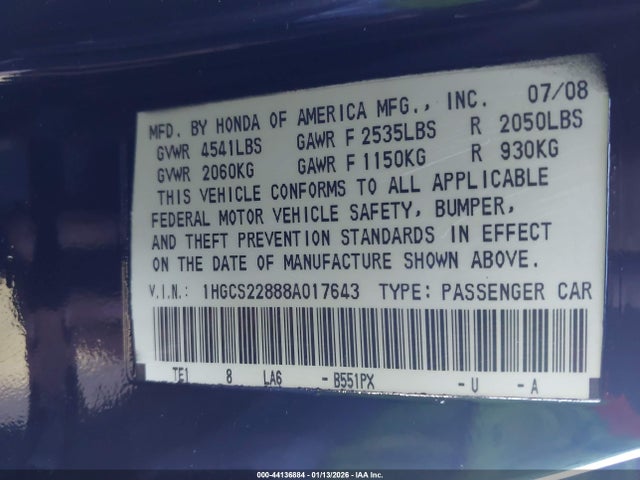 MFD. BY HONDA OF AMERICA MFG., INC. 07/08
GVWR 4541LBS GAWR F 2535LBS R 2050LBS
GVWR 2060KG GAWR F 1150KG R 930KG
THIS VEHICLE CONFORMS TO ALL APPLICABLE
FEDERAL MOTOR VEHICLE SAFETY, BUMPER,
AND THEFT PREVENTION STANDARDS IN EFFECT
ON THE DATE OF MANUFACTURE SHOWN ABOVE.
V.I.N.: 1HGCS22888A017643 TYPE: PASSENGER CAR
TE1 8 LA6 - B551PX - U - A
000-44136884 | 01/13/2026 | IAA Inc.